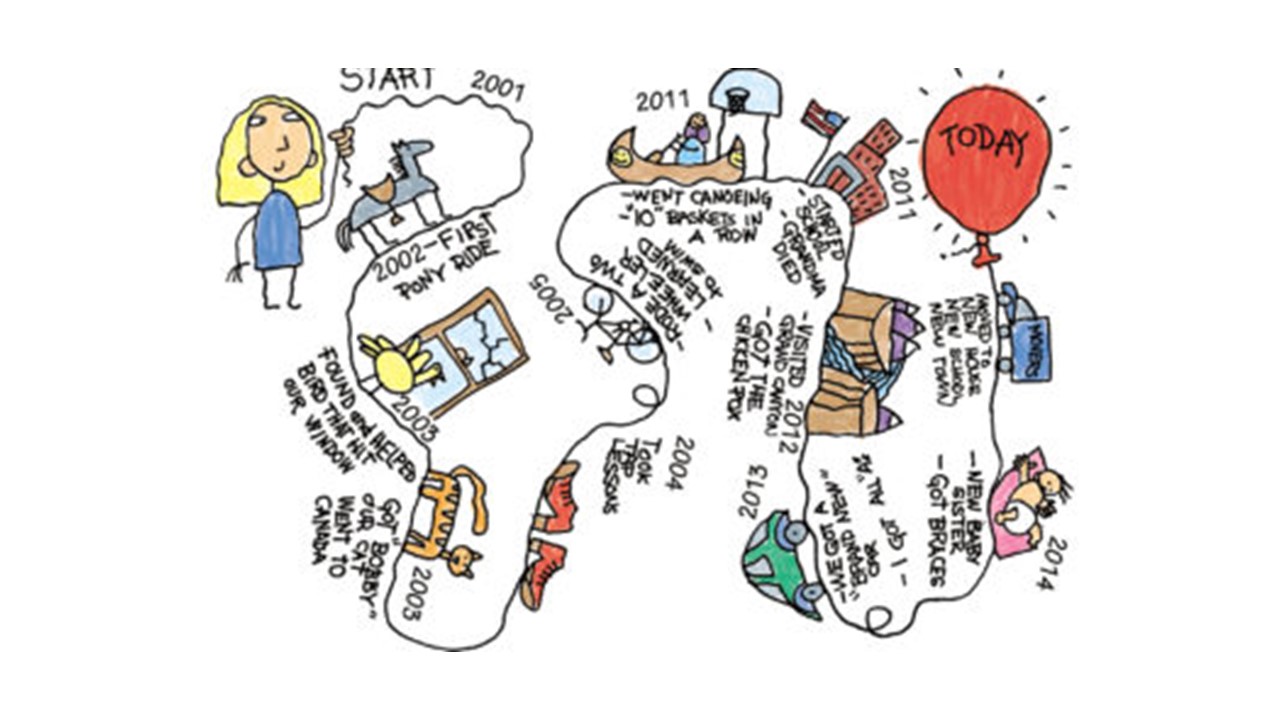 START
2001
2002-FIRST
PONY RIDE
2003
FOUND and HELPED
BIRD THAT HIT
OUR WINDOW
2003
GOT "BOBBY"
OUR CAT
WENT TO
CANADA
2004
TOOK
TAP
LESSONS
2005
-RODE A TWO
WHEELER
-LEARNED
TO SWIM
2011
-WENT CANOEING
-"10" BASKETS IN
A ROW
2011
-STARTED
SCHOOL
-GRANDMA
DIED
2012
-VISITED
GRAND CANYON
-GOT THE
CHICKEN POX
2013
-WE GOT A
"BRAND NEW"
CAR
-I GOT ALL "A"s
2014
-NEW BABY
SISTER
-GOT BRACES
MOVERS
MOVED TO
NEW HOUSE
NEW SCHOOL
NEW TOWN
TODAY